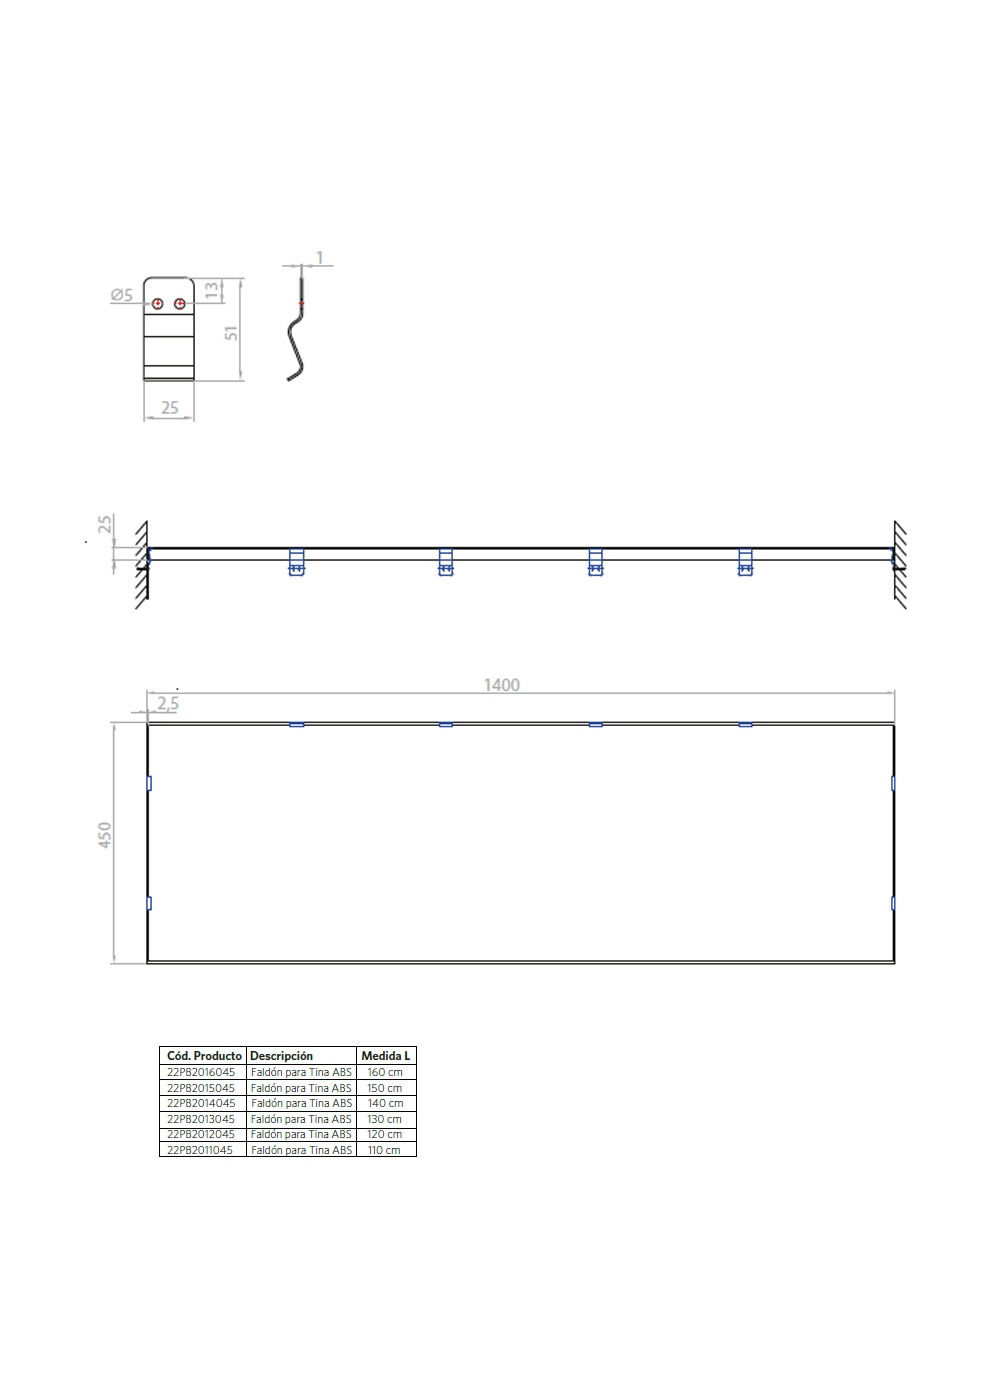 1
Ø5
13
51
25
25
1400
2,5
450
Cód. Producto Descripción Medida L
22PB2016045 Faldón para Tina ABS 160 cm
22PB2015045 Faldón para Tina ABS 150 cm
22PB2014045 Faldón para Tina ABS 140 cm
22PB2013045 Faldón para Tina ABS 130 cm
22PB2012045 Faldón para Tina ABS 120 cm
22PB2011045 Faldón para Tina ABS 110 cm